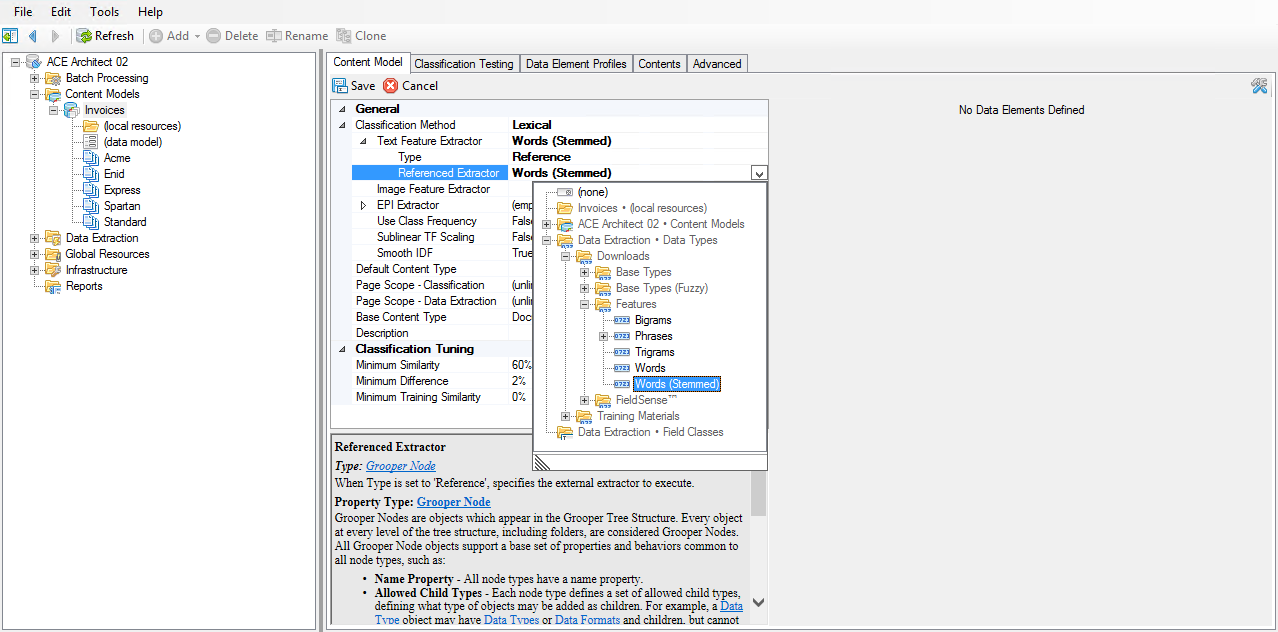 File Edit Tools Help
Refresh Add Delete Rename Clone
ACE Architect 02
Batch Processing
Content Models
Invoices
(local resources)
(data model)
Acme
Enid
Express
Spartan
Standard
Data Extraction
Global Resources
Infrastructure
Reports
Content Model Classification Testing Data Element Profiles Contents Advanced
Save Cancel
General
Classification Method Lexical
Text Feature Extractor Words (Stemmed)
Type Reference
Referenced Extractor Words (Stemmed)
Image Feature Extractor
EPI Extractor (emp
Use Class Frequency False
Sublinear TF Scaling False
Smooth IDF True
Default Content Type
Page Scope - Classification (unli
Page Scope - Data Extraction (unli
Base Content Type Doc
Description
Classification Tuning
Minimum Similarity 60%
Minimum Difference 2%
Minimum Training Similarity 0%
(none)
Invoices • (local resources)
ACE Architect 02 • Content Models
Data Extraction • Data Types
Downloads
Base Types
Base Types (Fuzzy)
Features
Bigrams
Phrases
Trigrams
Words
Words (Stemmed)
FieldSense™
Training Materials
Data Extraction • Field Classes
Referenced Extractor
Type: Grooper Node
When Type is set to 'Reference', specifies the external extractor to execute.
Property Type: Grooper Node
Grooper Nodes are objects which appear in the Grooper Tree Structure. Every object
at every level of the tree structure, including folders, are considered Grooper Nodes.
All Grooper Node objects support a base set of properties and behaviors common to
all node types, such as:
• Name Property - All node types have a name property.
• Allowed Child Types - Each node type defines a set of allowed child types,
defining what type of objects may be added as children. For example, a Data
Type object may have Data Types or Data Formats and children, but cannot
No Data Elements Defined